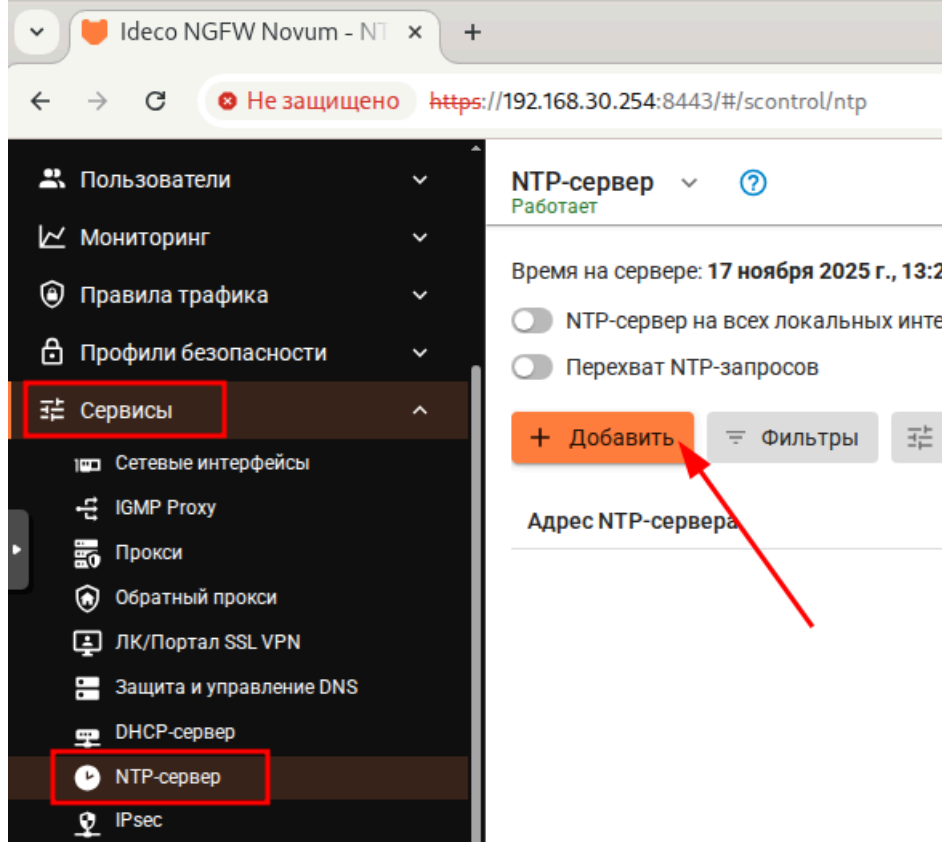 Ideco NGFW Novum - NT
Не защищено https://192.168.30.254:8443/#/scontrol/ntp
Пользователи
Мониторинг
Правила трафика
Профили безопасности
Сервисы
Сетевые интерфейсы
IGMP Proxy
Прокси
Обратный прокси
ЛК/Портал SSL VPN
Защита и управление DNS
DHCP-сервер
NTP-сервер
IPsec
NTP-сервер
Работает
Время на сервере: 17 ноября 2025 г., 13:2
NTP-сервер на всех локальных инте
Перехват NTP-запросов
+ Добавить Фильтры
Адрес NTP-сервера